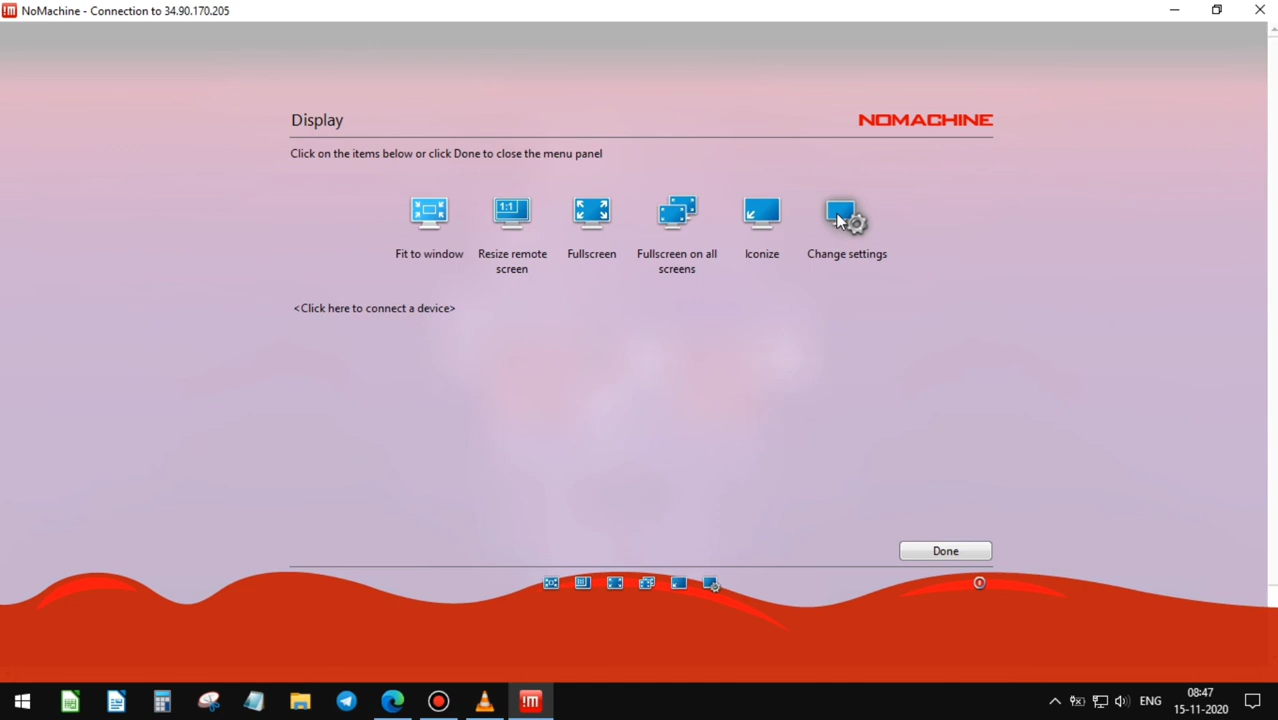 NoMachine - Connection to 34.90.170.205
Display
NOMACHINE
Click on the items below or click Done to close the menu panel
1:1
Fit to window
Resize remote screen
Fullscreen
Fullscreen on all screens
Iconize
Change settings
<Click here to connect a device>
Done
ENG
08:47
15-11-2020